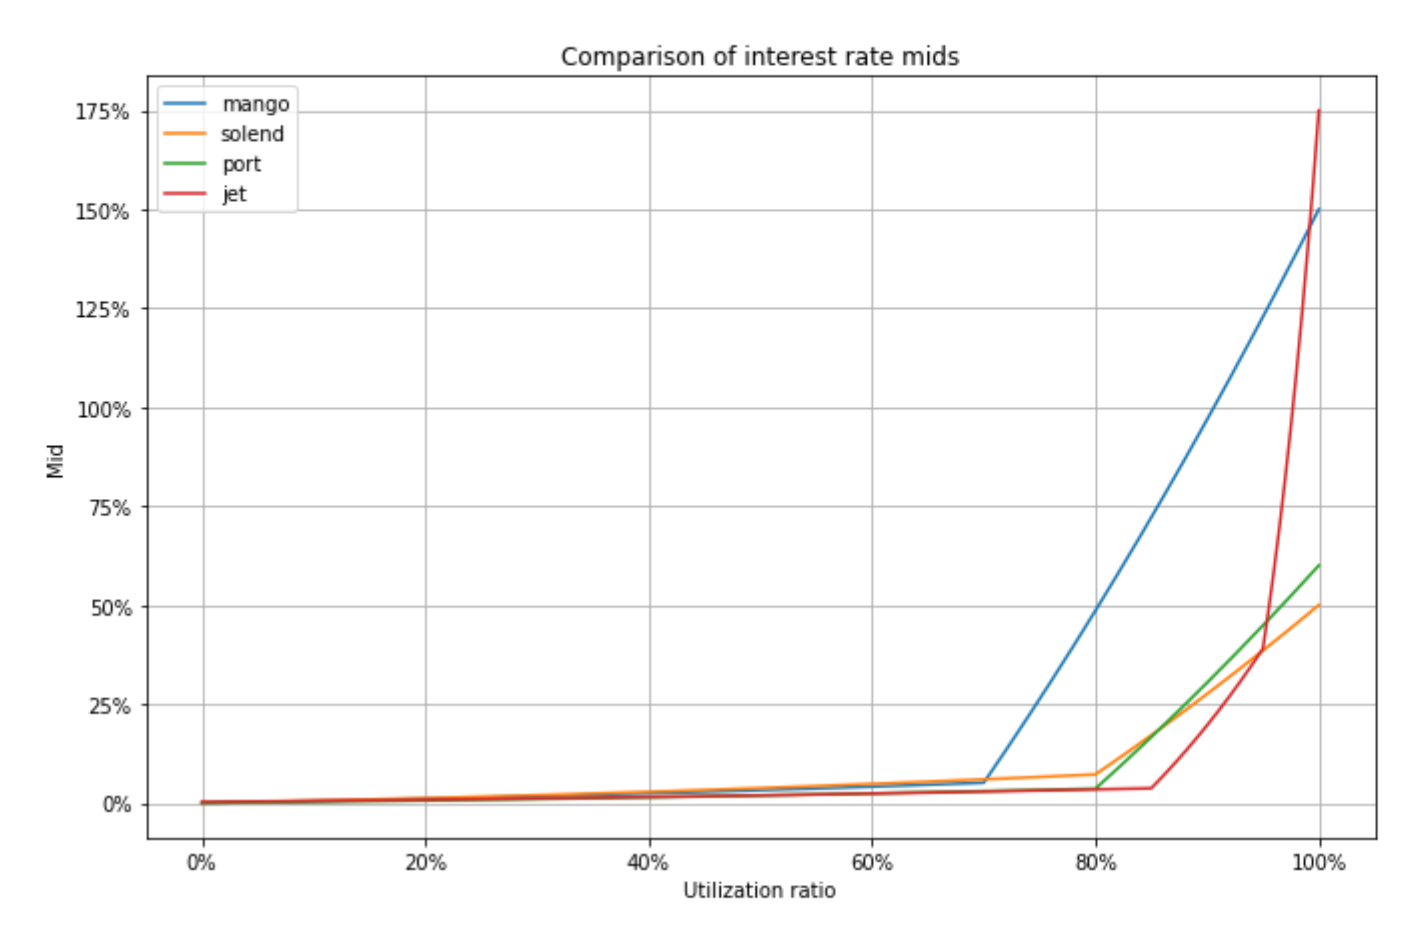 Comparison of interest rate mids
mango
solend
port
jet
175%
150%
125%
100%
75%
50%
25%
0%
Mid
0% 20% 40% 60% 80% 100%
Utilization ratio